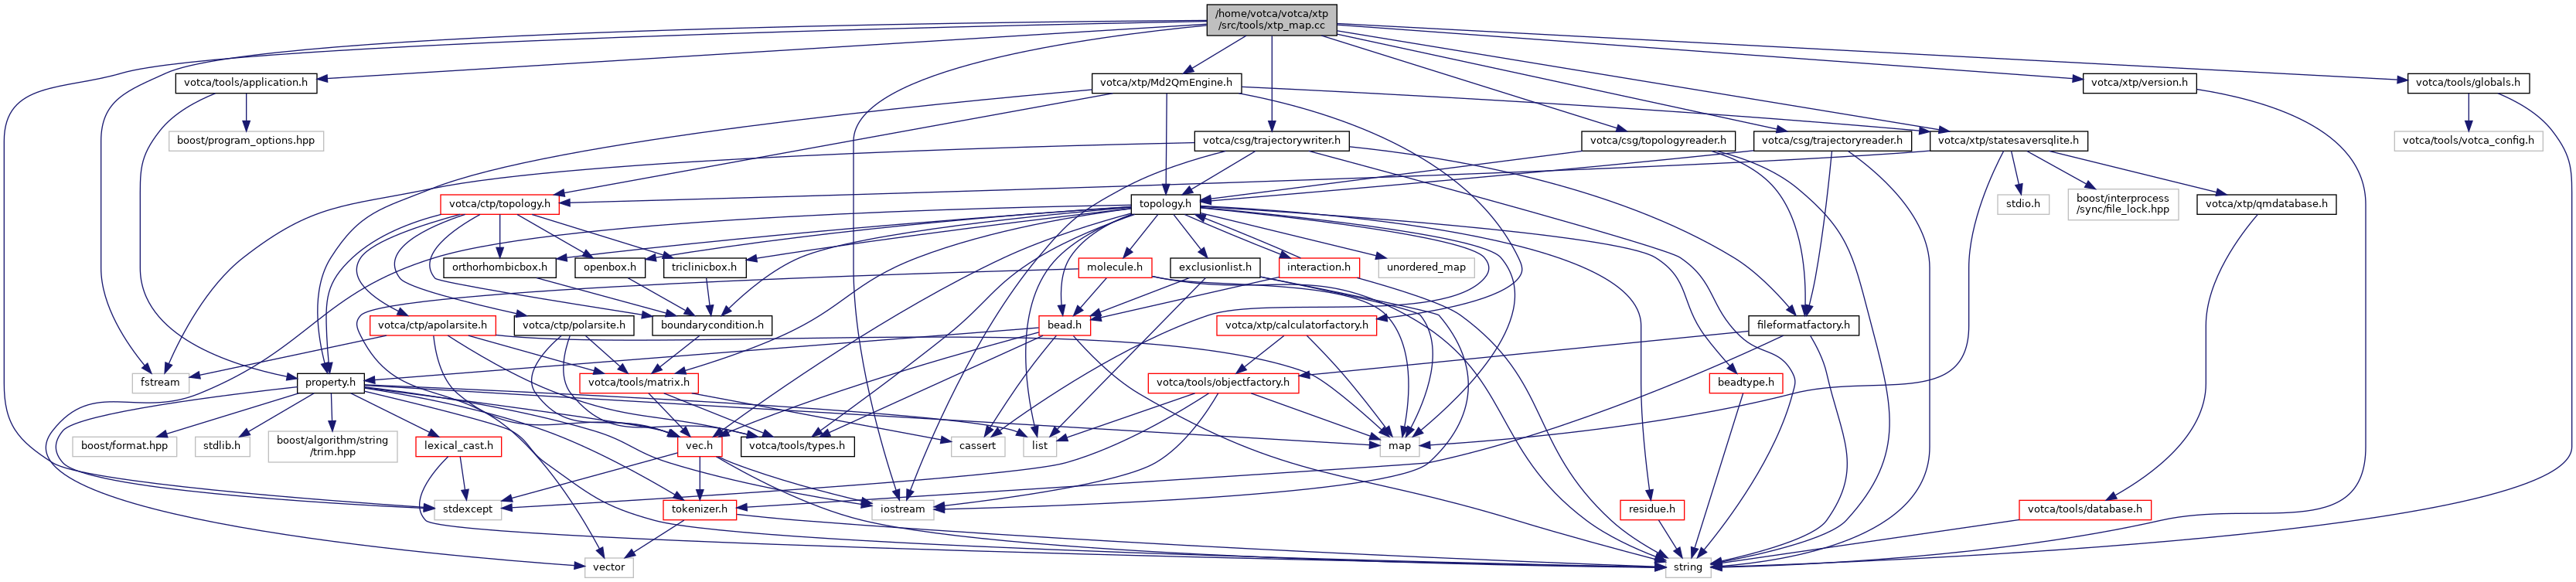 /home/votca/votca/xtp
/src/tools/xtp_map.cc
votca/tools/application.h
votca/xtp/Md2QmEngine.h
votca/xtp/version.h
votca/tools/globals.h
boost/program_options.hpp
votca/csg/trajectorywriter.h
votca/csg/topologyreader.h
votca/csg/trajectoryreader.h
votca/xtp/statesaversqlite.h
votca/tools/votca_config.h
votca/ctp/topology.h
topology.h
stdio.h
boost/interprocess
/sync/file_lock.hpp
votca/xtp/qmdatabase.h
orthorhombicbox.h
openbox.h
triclinicbox.h
molecule.h
exclusionlist.h
interaction.h
unordered_map
votca/ctp/apolarsite.h
votca/ctp/polarsite.h
boundarycondition.h
bead.h
votca/xtp/calculatorfactory.h
fileformatfactory.h
fstream
property.h
votca/tools/matrix.h
votca/tools/objectfactory.h
beadtype.h
boost/format.hpp
stdlib.h
boost/algorithm/string
/trim.hpp
lexical_cast.h
vec.h
votca/tools/types.h
cassert
list
map
stdexcept
tokenizer.h
iostream
residue.h
votca/tools/database.h
vector
string